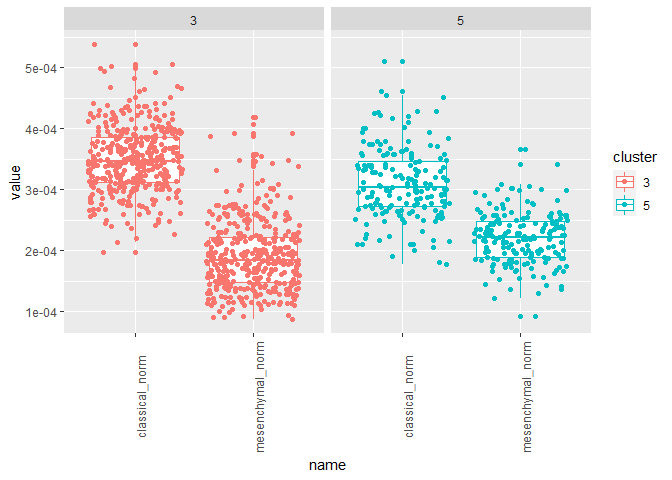 3
5
value
5e-04
4e-04
3e-04
2e-04
1e-04
classical_norm
mesenchymal_norm
classical_norm
mesenchymal_norm
name
cluster
3
5